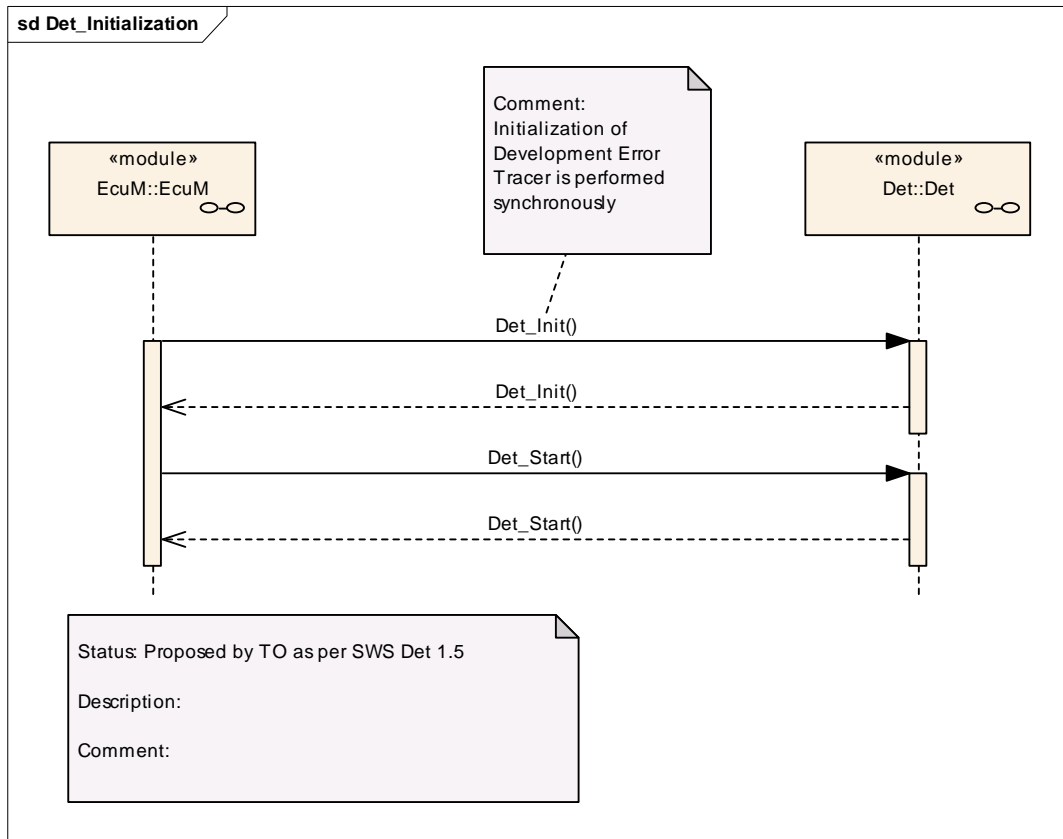 sd Det_Initialization
Comment:
Initialization of
Development Error
Tracer is performed
synchronously
«module»
EcuM::EcuM
«module»
Det::Det
Det_Init()
Det_Init()
Det_Start()
Det_Start()
Status: Proposed by TO as per SWS Det 1.5
Description:
Comment: